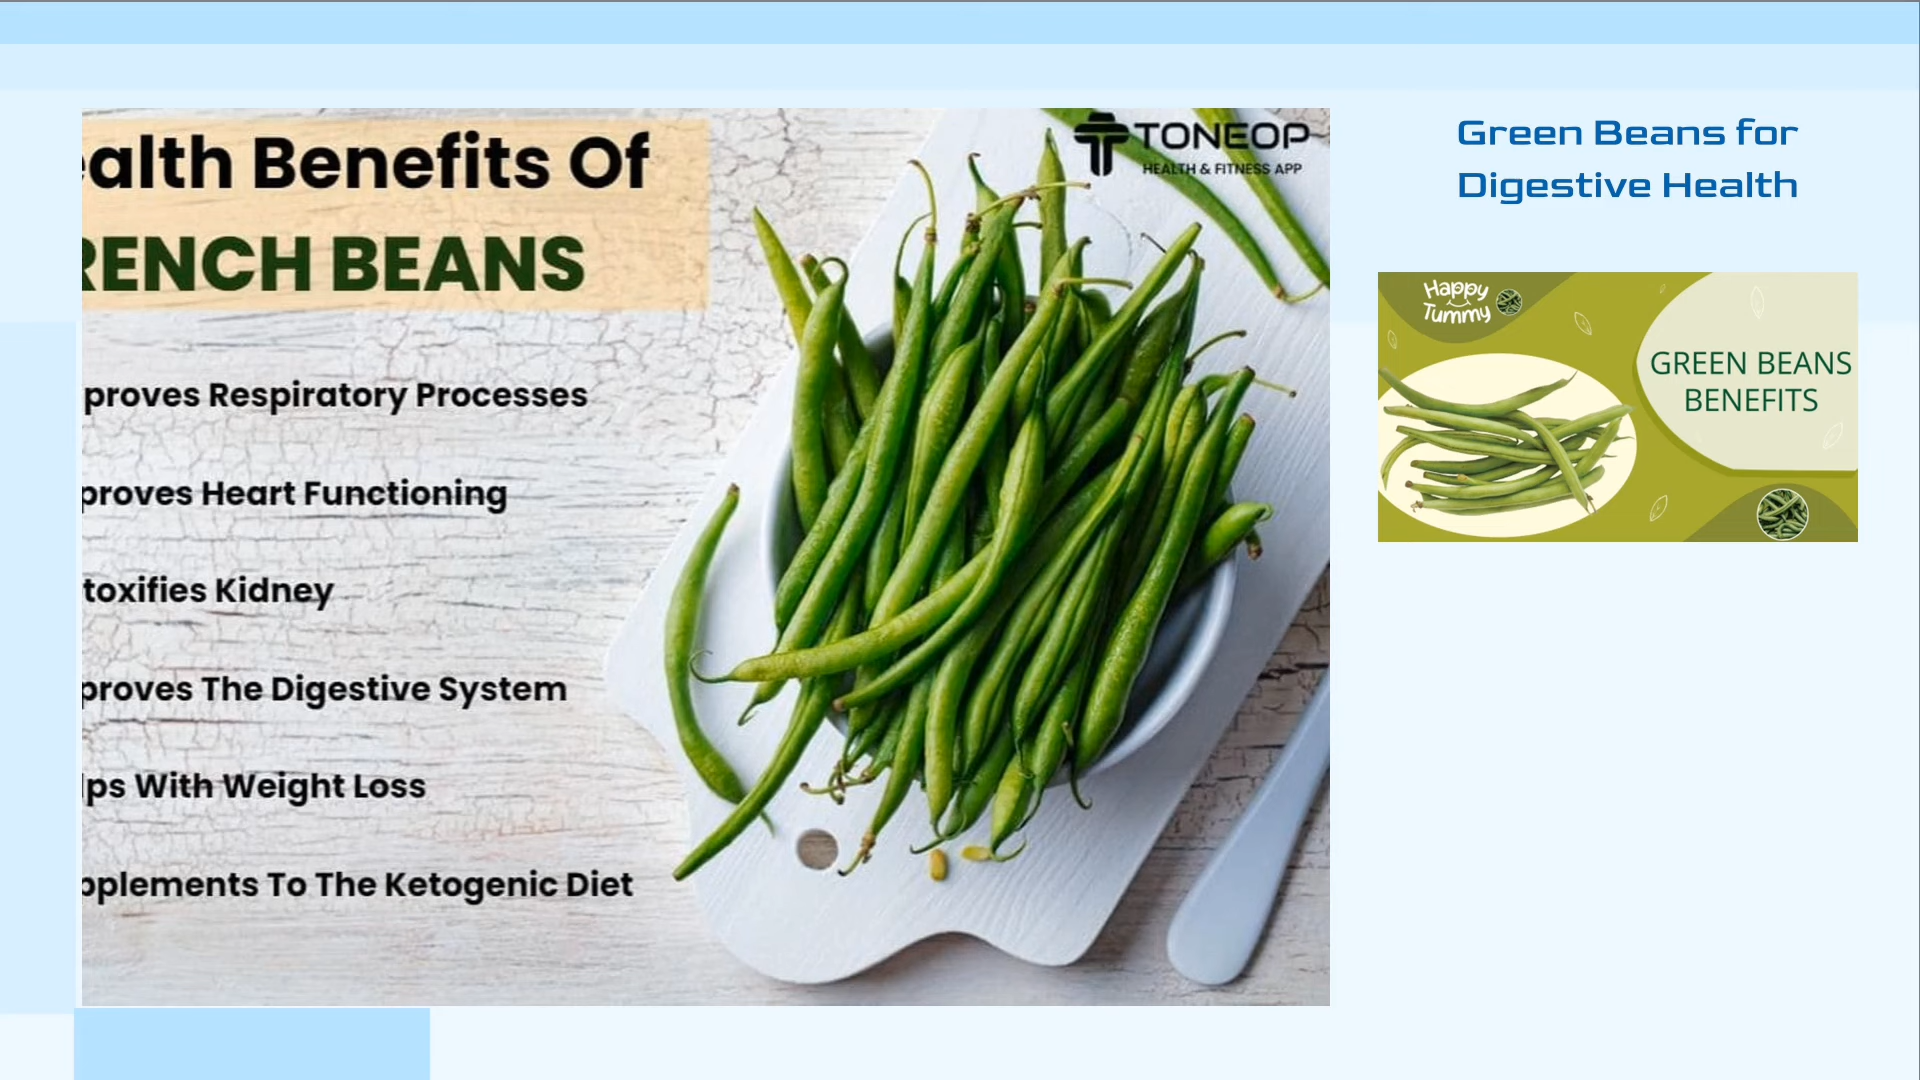 ealth Benefits Of
RENCH BEANS
proves Respiratory Processes
proves Heart Functioning
toxifies Kidney
proves The Digestive System
lps With Weight Loss
pplements To The Ketogenic Diet
TONEOP
HEALTH & FITNESS APP
Green Beans for
Digestive Health
Happy
Tummy
GREEN BEANS
BENEFITS